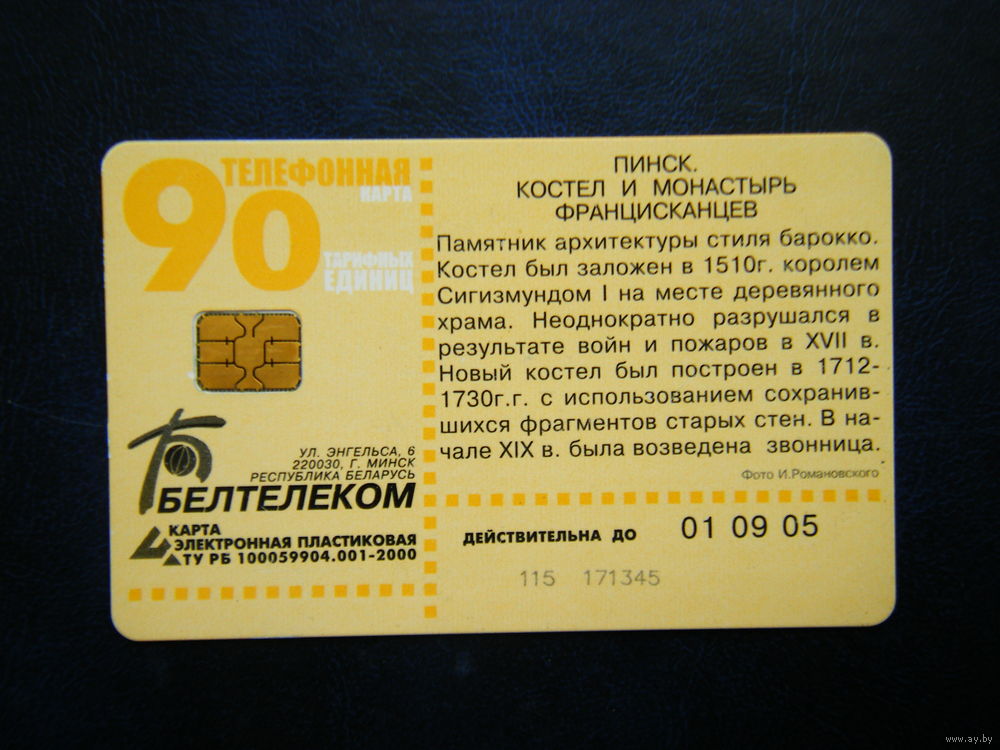 90
ТЕЛЕФОННАЯ
КАРТА
ТАРИФНЫХ
ЕДИНИЦ
УЛ. ЭНГЕЛЬСА, 6
220030, Г. МИНСК
РЕСПУБЛИКА БЕЛАРУСЬ
БЕЛТЕЛЕКОМ
КАРТА
ЭЛЕКТРОННАЯ ПЛАСТИКОВАЯ
ТУ РБ 100059904.001-2000
ПИНСК.
КОСТЕЛ И МОНАСТЫРЬ
ФРАНЦИСКАНЦЕВ
Памятник архитектуры стиля барокко.
Костел был заложен в 1510г. королем
Сигизмундом I на месте деревянного
храма. Неоднократно разрушался в
результате войн и пожаров в XVII в.
Новый костел был построен в 1712-
1730г.г. с использованием сохранив-
шихся фрагментов старых стен. В на-
чале XIX в. была возведена звонница.
Фото И.Романовского
ДЕЙСТВИТЕЛЬНА ДО 01 09 05
115 171345
www.ay.by